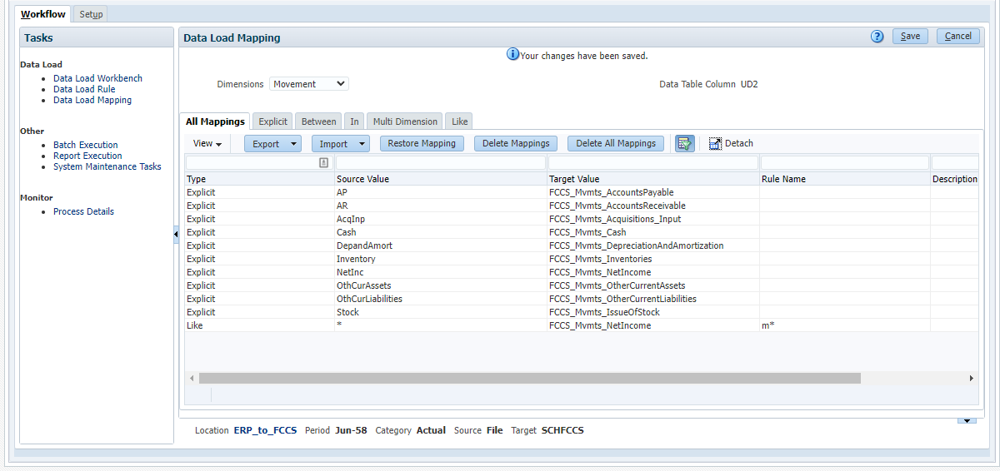 Workflow Setup
Tasks
Data Load
Data Load Workbench
Data Load Rule
Data Load Mapping
Other
Batch Execution
Report Execution
System Maintenance Tasks
Monitor
Process Details
Data Load Mapping ? Save Cancel
Your changes have been saved.
Dimensions Movement Data Table Column UD2
All Mappings Explicit Between In Multi Dimension Like
View Export Import Restore Mapping Delete Mappings Delete All Mappings Detach
Type Source Value Target Value Rule Name Description
Explicit AP FCCS_Mvmts_AccountsPayable
Explicit AR FCCS_Mvmts_AccountsReceivable
Explicit AcqInp FCCS_Mvmts_Acquisitions_Input
Explicit Cash FCCS_Mvmts_Cash
Explicit DepandAmort FCCS_Mvmts_DepreciationAndAmortization
Explicit Inventory FCCS_Mvmts_Inventories
Explicit NetInc FCCS_Mvmts_NetIncome
Explicit OthCurAssets FCCS_Mvmts_OtherCurrentAssets
Explicit OthCurLiabilities FCCS_Mvmts_OtherCurrentLiabilities
Explicit Stock FCCS_Mvmts_IssueOfStock
Like * FCCS_Mvmts_NetIncome m*
Location ERP_to_FCCS Period Jun-58 Category Actual Source File Target SCHFCCS